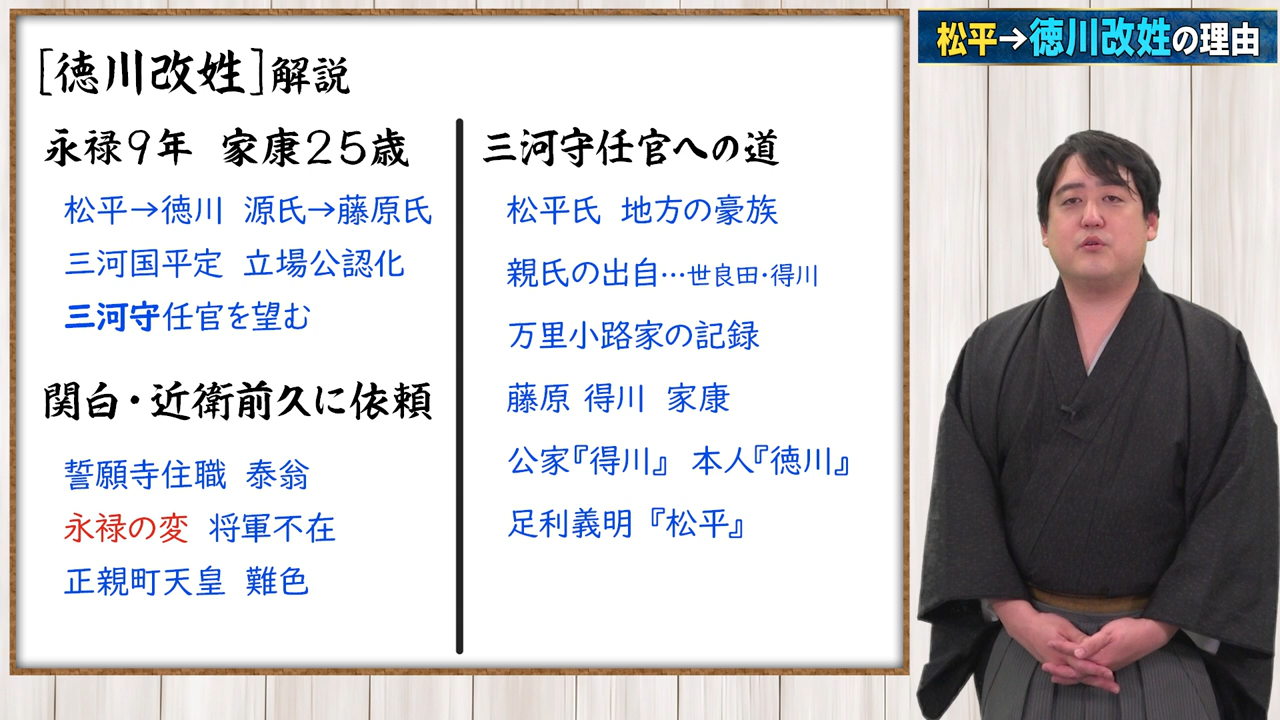 [徳川改姓]解説
永禄9年 家康25歳
松平→徳川 源氏→藤原氏
三河国平定 立場公認化
三河守任官を望む
関白・近衛前久に依頼
誓願寺住職 泰翁
永禄の変 将軍不在
正親町天皇 難色
三河守任官への道
松平氏 地方の豪族
親氏の出自…世良田・得川
万里小路家の記録
藤原 得川 家康
公家『得川』 本人『徳川』
足利義明『松平』
松平→徳川改姓の理由